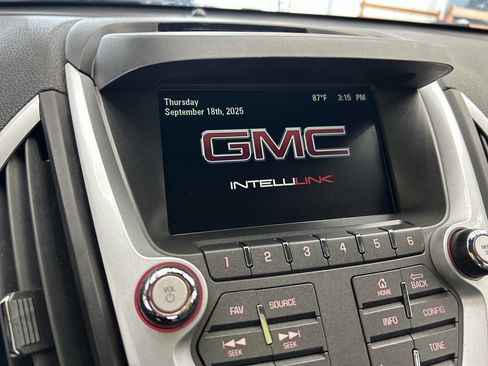 Thursday 87°F 3:15 PM
September 18th, 2025
GMC
INTELLILINK
1 2 3 4 5 6
VOL
FAV SOURCE
SEEK SEEK
HOME BACK
INFO CONFIG
TONE